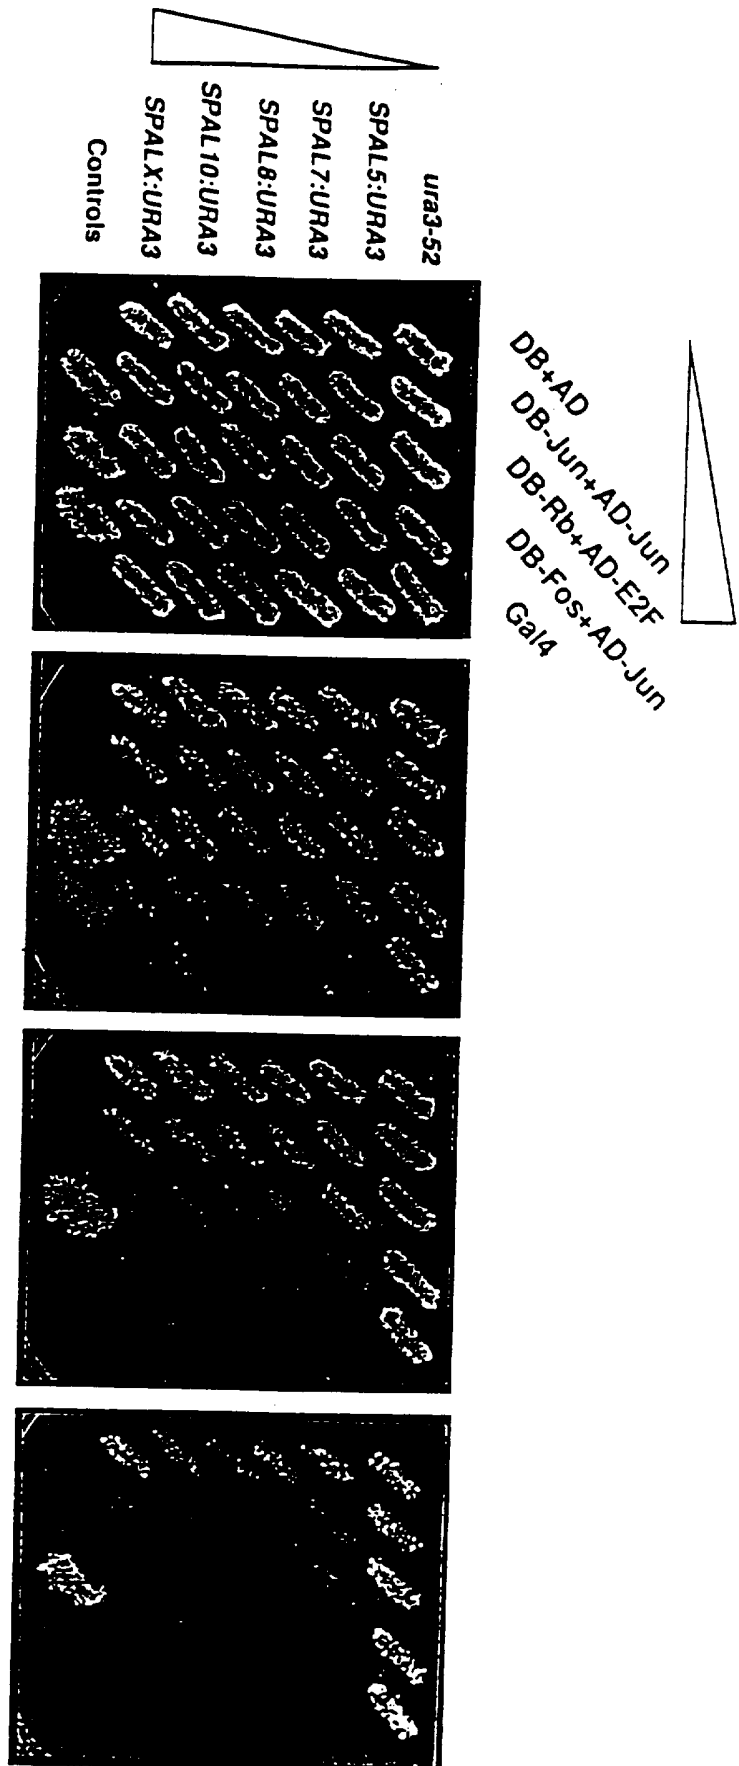 ura3-52
SPAL5:URA3
SPAL7:URA3
SPAL8:URA3
SPAL10:URA3
SPALX:URA3
Controls
DB+AD
DB-Jun+AD-Jun
DB-Rb+AD-E2F
DB-Fos+AD-Jun
Gal4